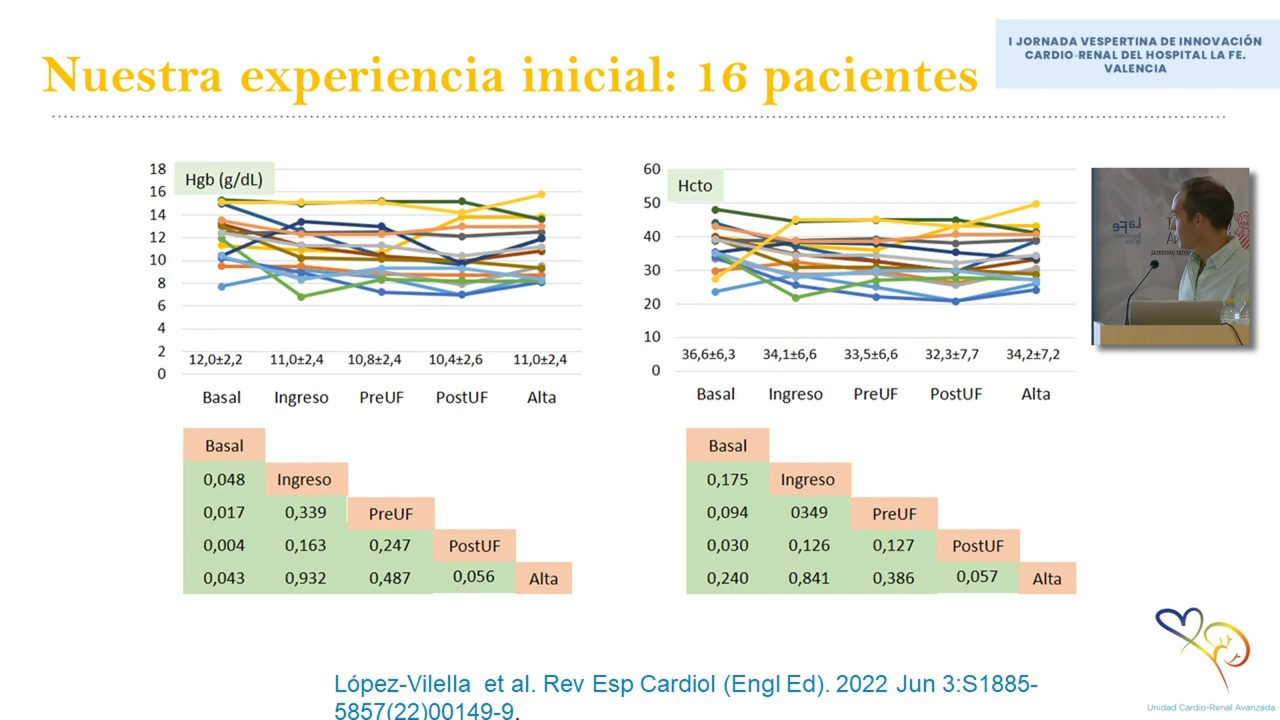 I JORNADA VESPERTINA DE INNOVACIÓN
CARDIO-RENAL DEL HOSPITAL LA FE.
VALENCIA
Nuestra experiencia inicial: 16 pacientes
Hgb (g/dL)
18
16
14
12
10
8
6
4
2
0
12,0±2,2 11,0±2,4 10,8±2,4 10,4±2,6 11,0±2,4
Basal Ingreso PreUF PostUF Alta
Hcto
60
50
40
30
20
10
0
36,6±6,3 34,1±6,6 33,5±6,6 32,3±7,7 34,2±7,2
Basal Ingreso PreUF PostUF Alta
Basal
0,048 Ingreso
0,017 0,339 PreUF
0,004 0,163 0,247 PostUF
0,043 0,932 0,487 0,056 Alta
Basal
0,175 Ingreso
0,094 0349 PreUF
0,030 0,126 0,127 PostUF
0,240 0,841 0,386 0,057 Alta
LaFe
López-Vilella et al. Rev Esp Cardiol (Engl Ed). 2022 Jun 3:S1885-
5857(22)00149-9.
Unidad Cardio-Renal Avanzada